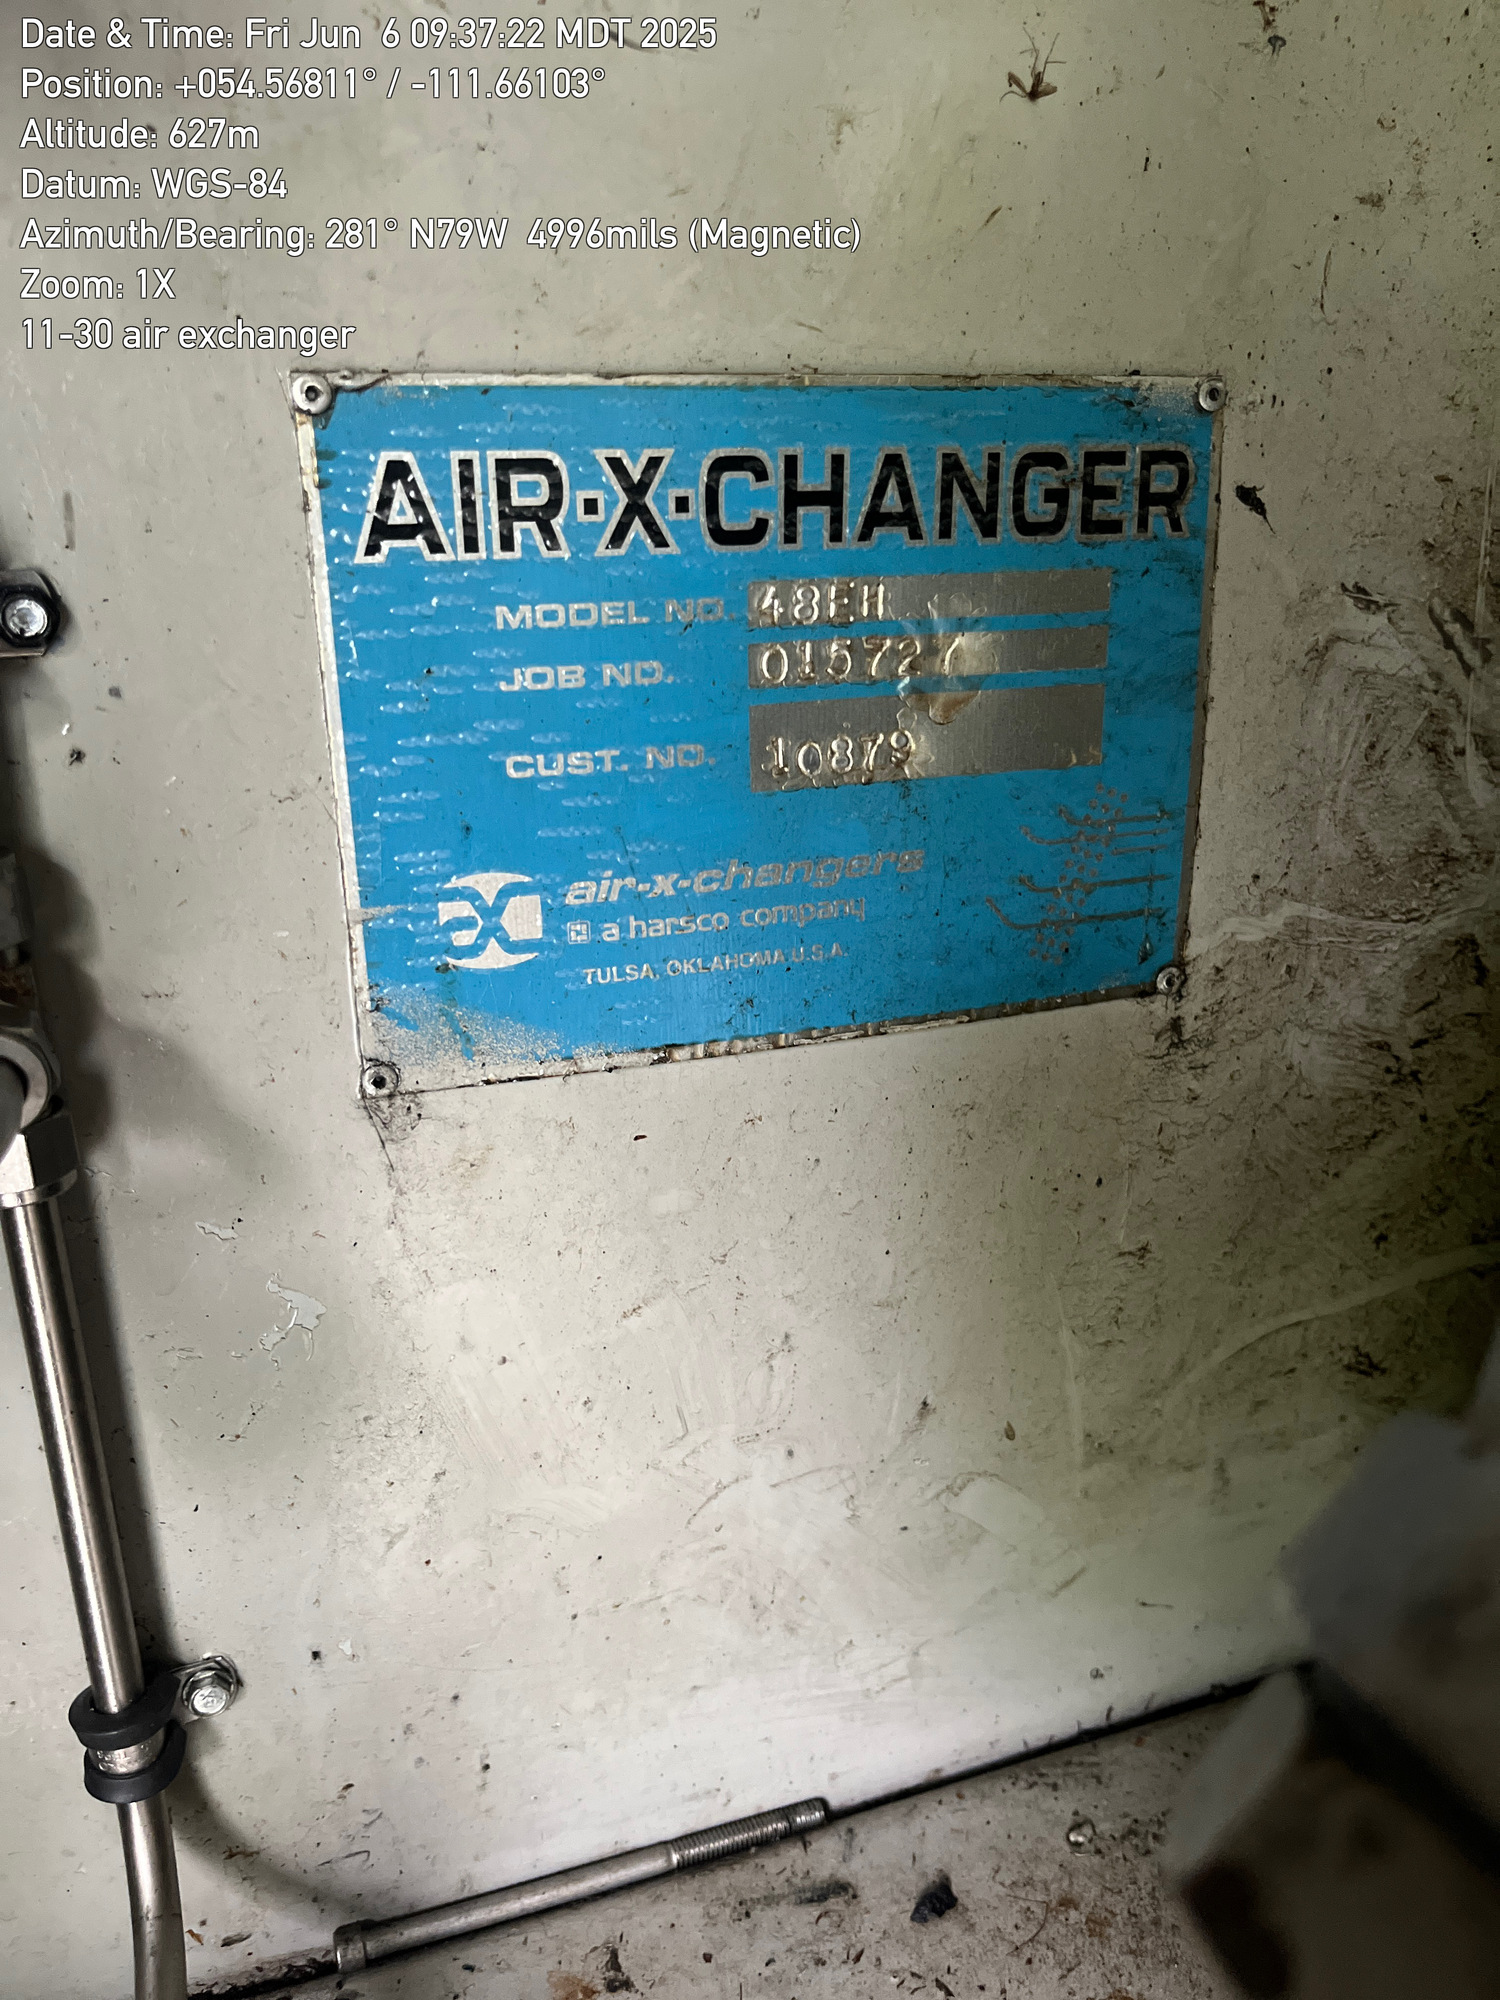 Date & Time: Fri Jun 6 09:37:22 MDT 2025
Position: +054.56811° / -111.66103°
Altitude: 627m
Datum: WGS-84
Azimuth/Bearing: 281° N79W 4996mils (Magnetic)
Zoom: 1X
11-30 air exchanger
AIR·X·CHANGER
MODEL NO. 48EH
JOB NO. 015727
CUST. NO. 10879
air-x-changers
a harsco company
TULSA, OKLAHOMA U.S.A.